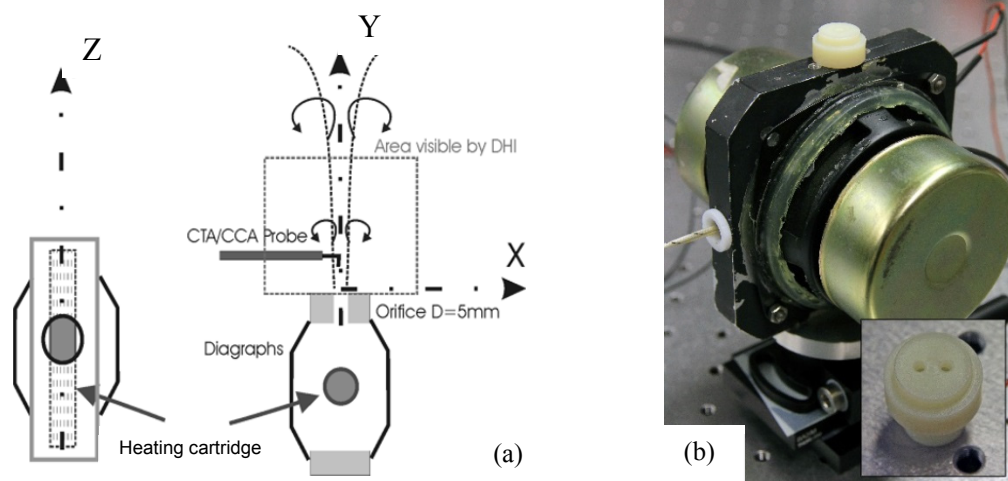 Z
Y
Area visible by DHI
CTA/CCA Probe
X
Orifice D=5mm
Diagraphs
Heating cartridge
(a)
(b)